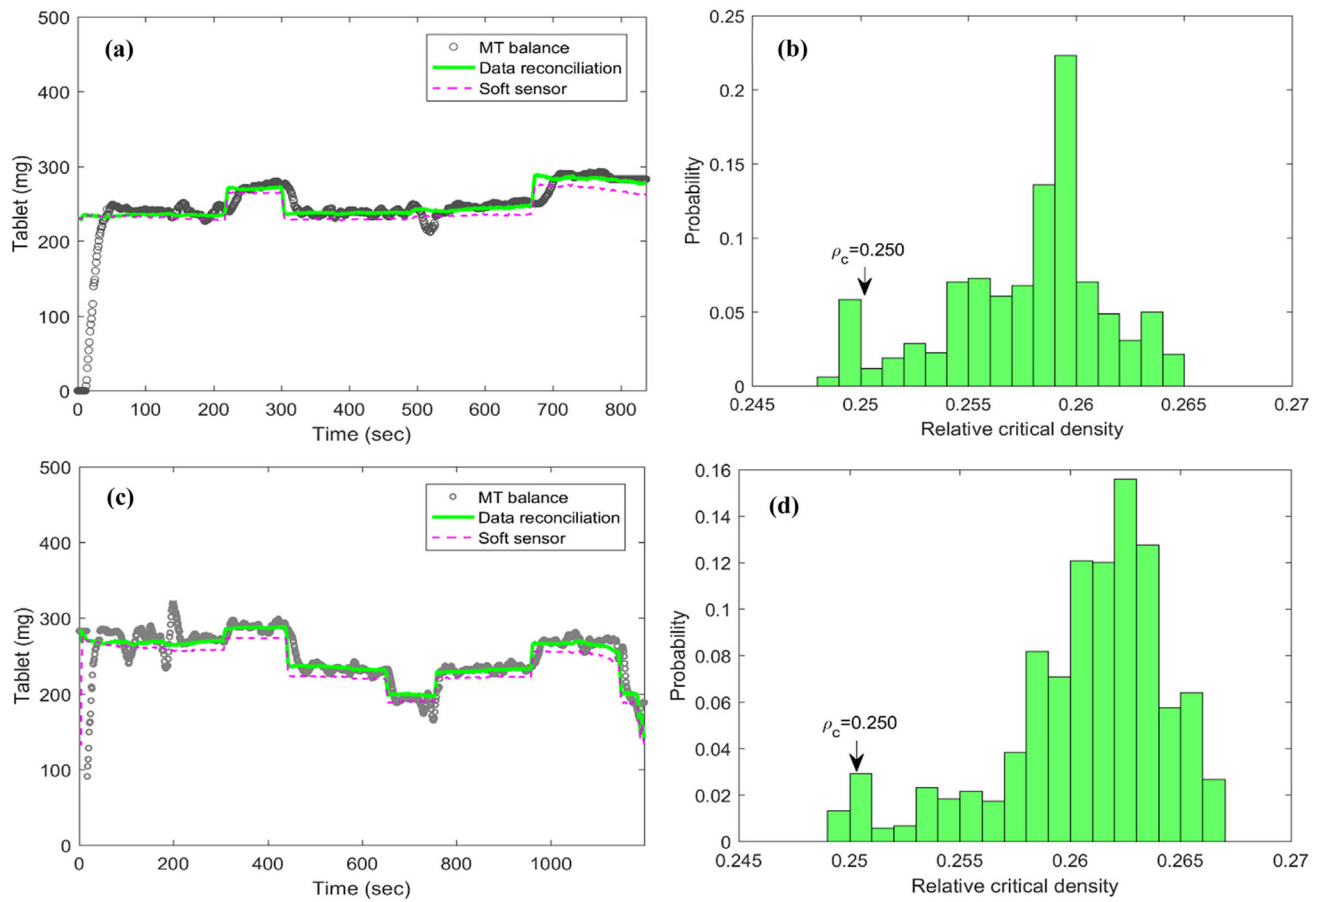 (a)
MT balance
Data reconciliation
Soft sensor
500
400
300
200
100
0
Tablet (mg)
0 100 200 300 400 500 600 700 800
Time (sec)
(b)
ρc=0.250
0.25
0.2
0.15
0.1
0.05
0
Probability
0.245 0.25 0.255 0.26 0.265 0.27
Relative critical density
(c)
MT balance
Data reconciliation
Soft sensor
500
400
300
200
100
0
Tablet (mg)
0 200 400 600 800 1000
Time (sec)
(d)
ρc=0.250
0.16
0.14
0.12
0.1
0.08
0.06
0.04
0.02
0
Probability
0.245 0.25 0.255 0.26 0.265 0.27
Relative critical density